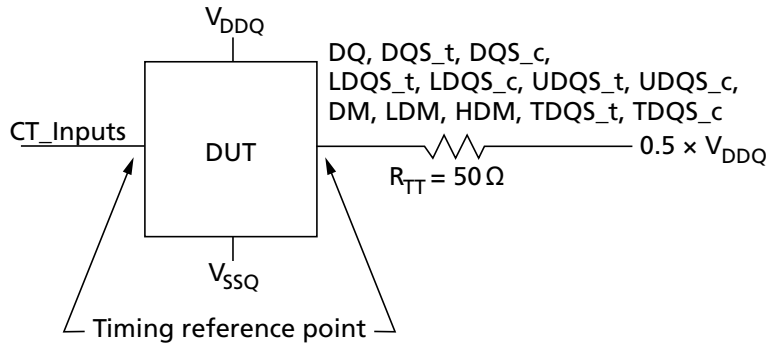 V_DDQ
DQ, DQS_t, DQS_c,
LDQS_t, LDQS_c, UDQS_t, UDQS_c,
DM, LDM, HDM, TDQS_t, TDQS_c
CT_Inputs
DUT
0.5 × V_DDQ
R_TT = 50 Ω
V_SSQ
Timing reference point